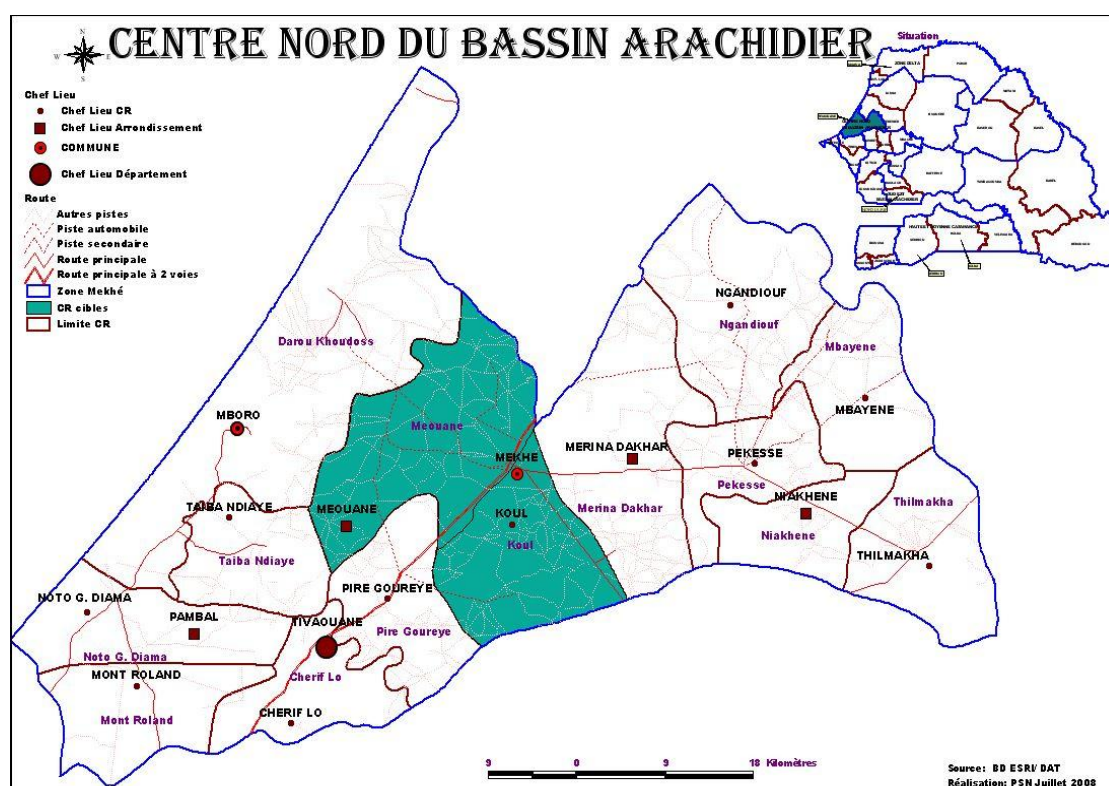 CENTRE NORD DU BASSIN ARACHIDIER
Situation
N
W E
S
Chef Lieu
Chef Lieu CR
Chef Lieu Arrondissement
COMMUNE
Chef Lieu Département
Route
Autres pistes
Piste automobile
Piste secondaire
Route principale
Route principale à 2 voies
Zone Mekhé
CR cibles
Limite CR
NGANDIOUF
Ngandiouf
Darou Khoudoss
Mbayene
MBAYENE
MBORO
Meouane
MERINA DAKHAR
MEKHE
PEKESSE
Pekesse
TAIBA NDIAYE
MEOUANE
KOUL
Koul
Merina Dakhar
NIAKHENE
Niakhene
Thilmakha
THILMAKHA
Taiba Ndiaye
NOTO G. DIAMA
PIRE GOUREYE
PAMBAL
TIVAOUANE
Pire Goureye
Noto G. Diama
MONT ROLAND
Cherif Lo
Mont Roland
CHERIF LO
9 0 9 18 Kilomètres
Source: BD ESRI/ DAT
Réalisation: PSN Juillet 2008